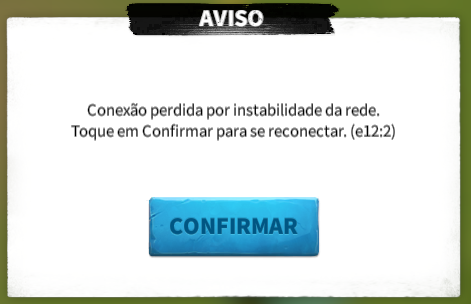 AVISO
Conexão perdida por instabilidade da rede.
Toque em Confirmar para se reconectar. (e12:2)
CONFIRMAR